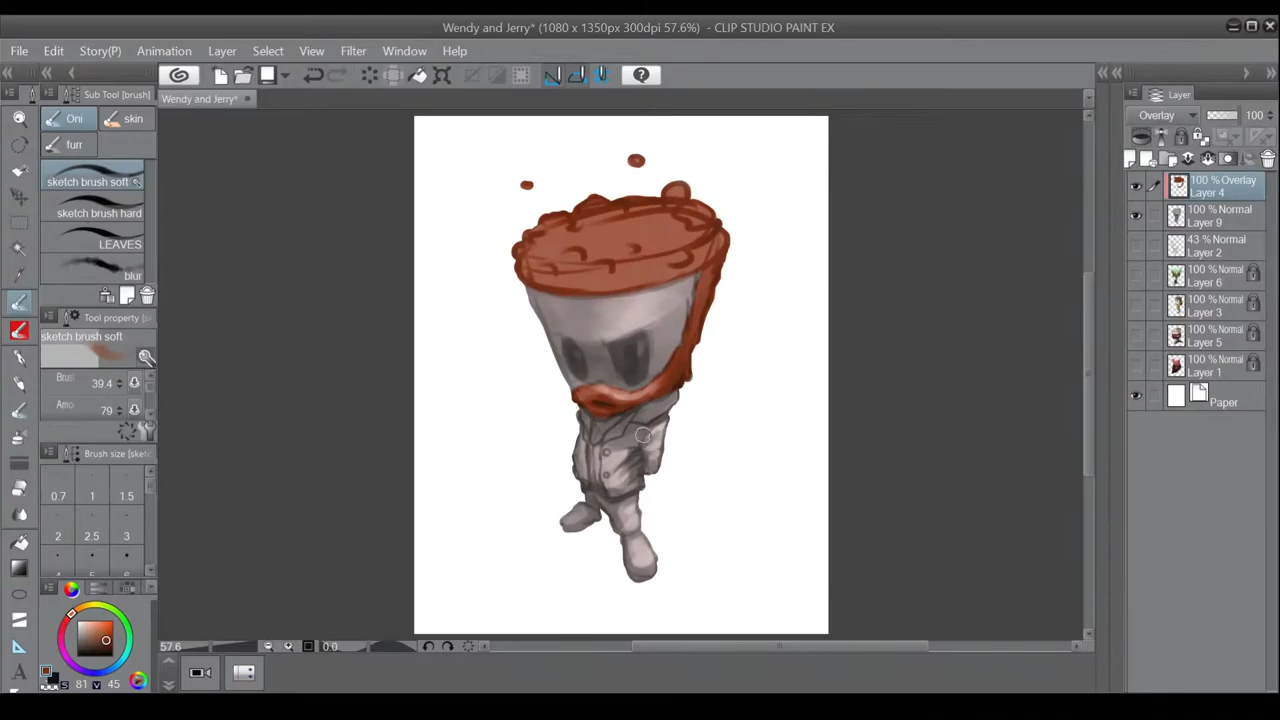 Wendy and Jerry* (1080 x 1350px 300dpi 57.6%) - CLIP STUDIO PAINT EX
File Edit Story(P) Animation Layer Select View Filter Window Help
Sub Tool [brush]
Wendy and Jerry*
Layer
Oni skin
furr
Overlay 100
sketch brush soft
sketch brush hard
LEAVES
blur
100 % Overlay
Layer 4
100 % Normal
Layer 9
43 % Normal
Layer 2
100 % Normal
Layer 6
100 % Normal
Layer 3
100 % Normal
Layer 5
100 % Normal
Layer 1
Paper
Tool property
sketch brush soft
Brus 39.4
Amo 79
Brush size [sketc
0.7 1 1.5
2 2.5 3
57.6 0.0
S 81 V 45